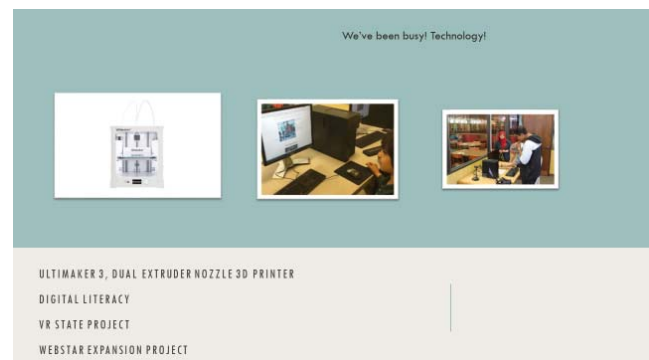 We've been busy! Technology!
ULTIMAKER 3, DUAL EXTRUDER NOZZLE 3D PRINTER
DIGITAL LITERACY
VR STATE PROJECT
WEBSTAR EXPANSION PROJECT